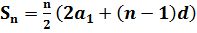 Sₙ = n/2 (2a₁ + (n − 1)d)